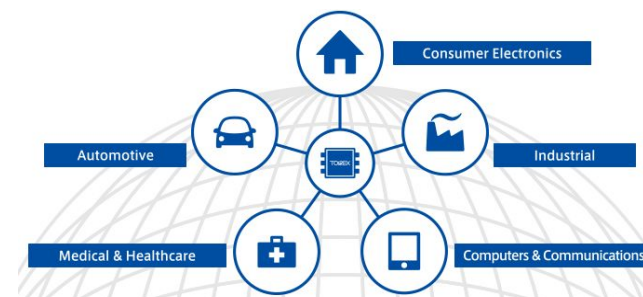 Consumer Electronics
Automotive
TOREX
Industrial
Medical & Healthcare
Computers & Communications